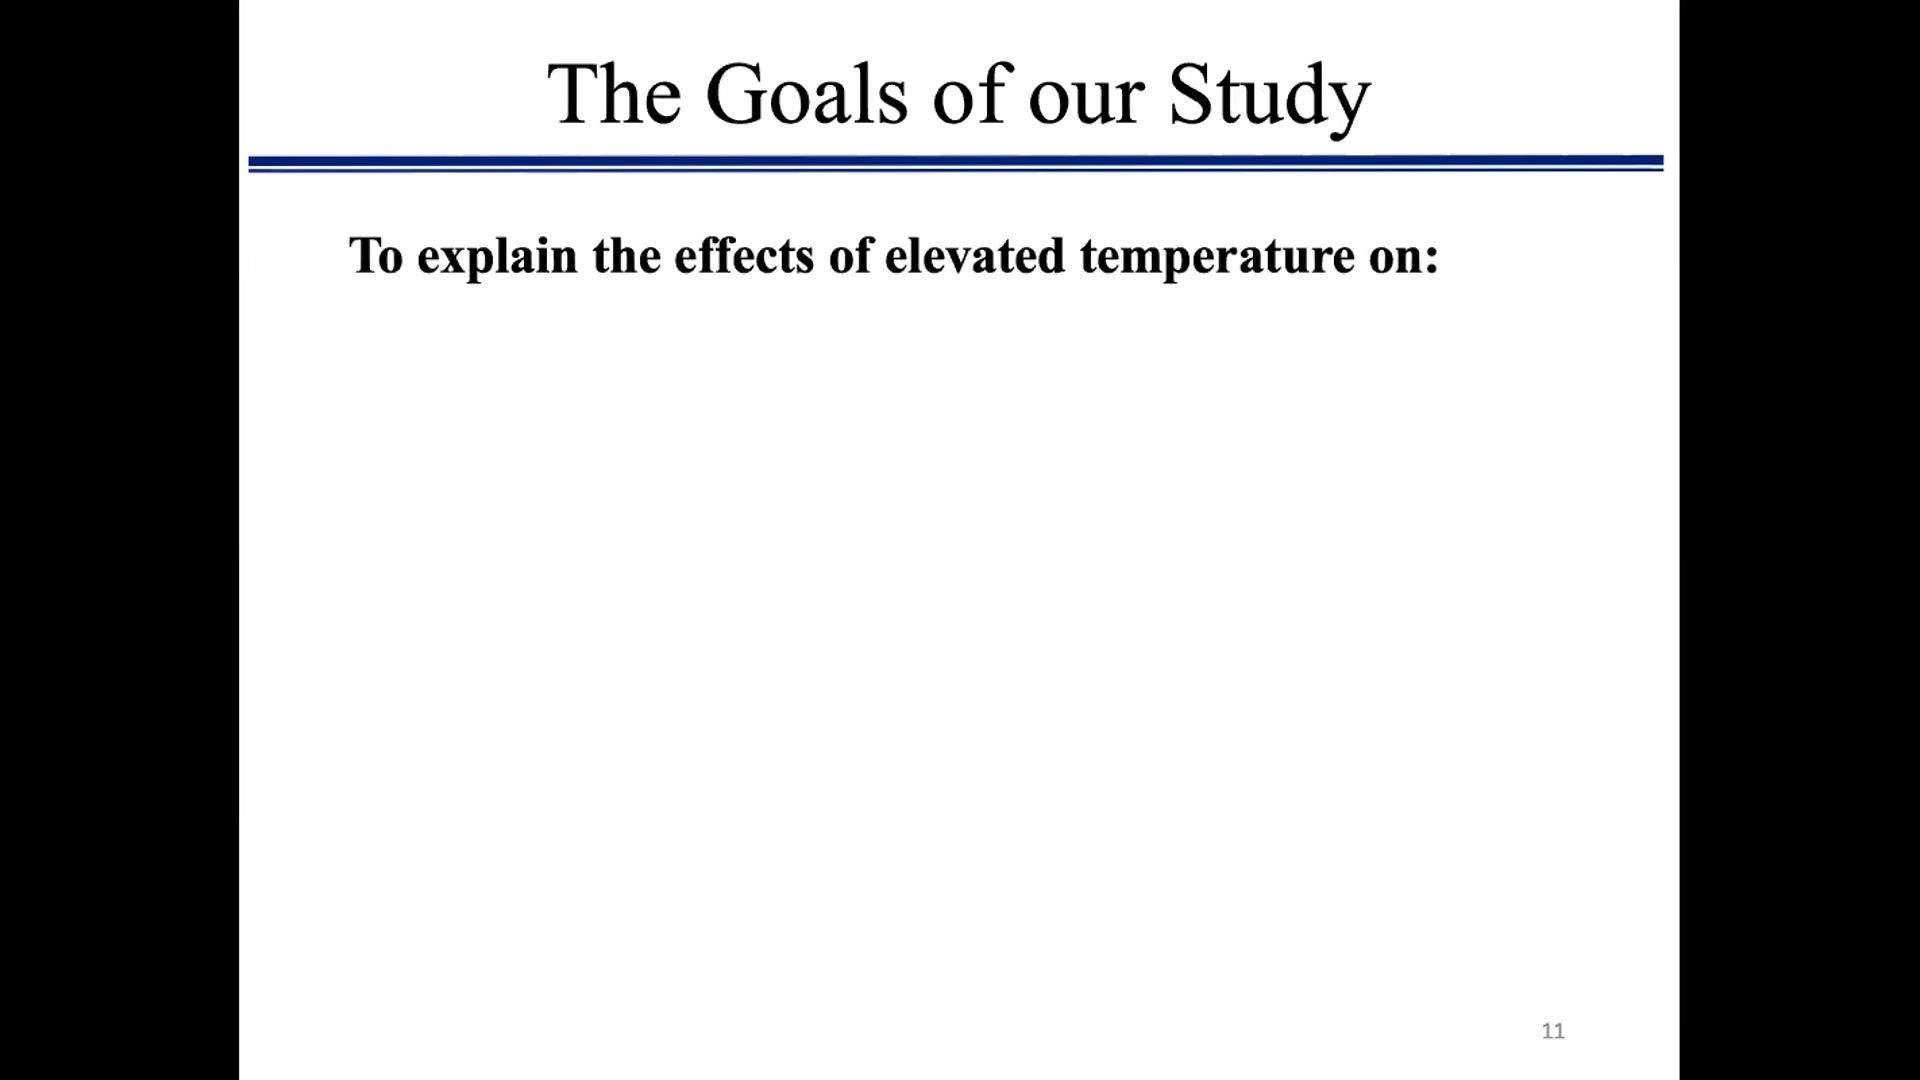 The Goals of our Study
To explain the effects of elevated temperature on:
11